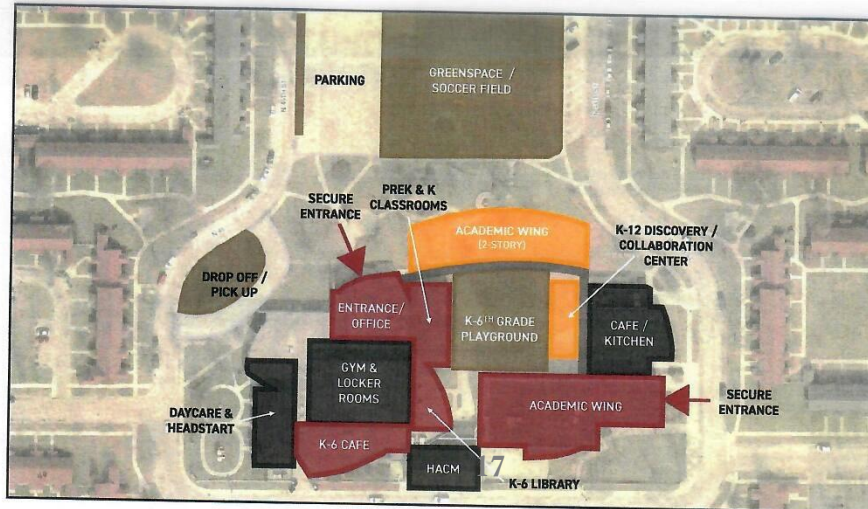 PARKING
GREENSPACE /
SOCCER FIELD
PREK & K
CLASSROOMS
SECURE
ENTRANCE
ACADEMIC WING
(2-STORY)
K-12 DISCOVERY /
COLLABORATION
CENTER
DROP OFF /
PICK UP
ENTRANCE/
OFFICE
K-6TH GRADE
PLAYGROUND
CAFE /
KITCHEN
GYM &
LOCKER
ROOMS
DAYCARE &
HEADSTART
ACADEMIC WING
SECURE
ENTRANCE
K-6 CAFE
HACM
17
K-6 LIBRARY